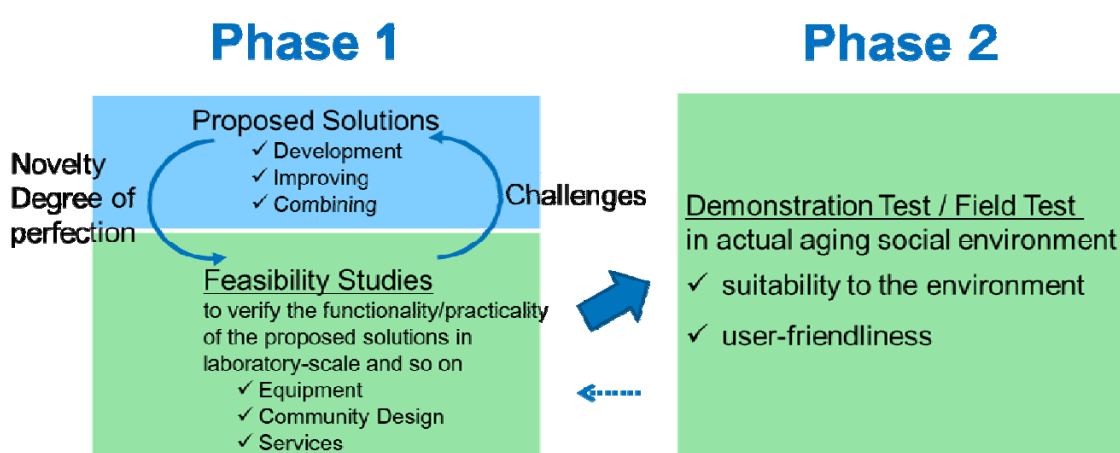 Phase 1
Phase 2
Proposed Solutions
✓ Development
✓ Improving
✓ Combining
Novelty
Degree of
perfection
Challenges
Feasibility Studies
to verify the functionality/practicality
of the proposed solutions in
laboratory-scale and so on
✓ Equipment
✓ Community Design
✓ Services
Demonstration Test / Field Test
in actual aging social environment
✓ suitability to the environment
✓ user-friendliness